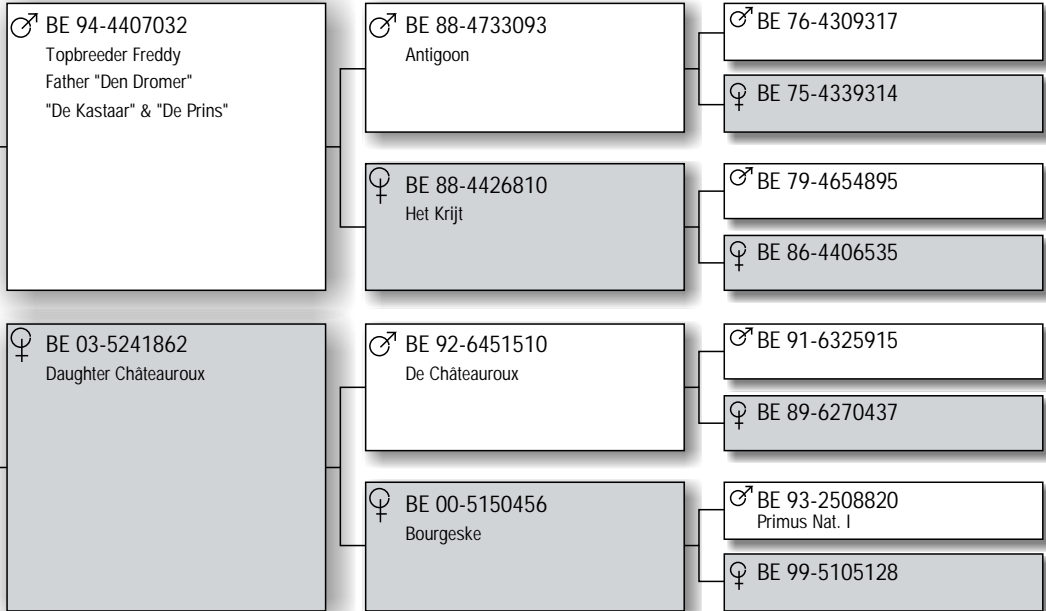 BE 94-4407032
Topbreeder Freddy
Father "Den Dromer"
"De Kastaar" & "De Prins"
BE 03-5241862
Daughter Châteauroux
BE 88-4733093
Antigoon
BE 88-4426810
Het Krijt
BE 92-6451510
De Châteauroux
BE 00-5150456
Bourgeske
BE 76-4309317
BE 75-4339314
BE 79-4654895
BE 86-4406535
BE 91-6325915
BE 89-6270437
BE 93-2508820
Primus Nat. I
BE 99-5105128